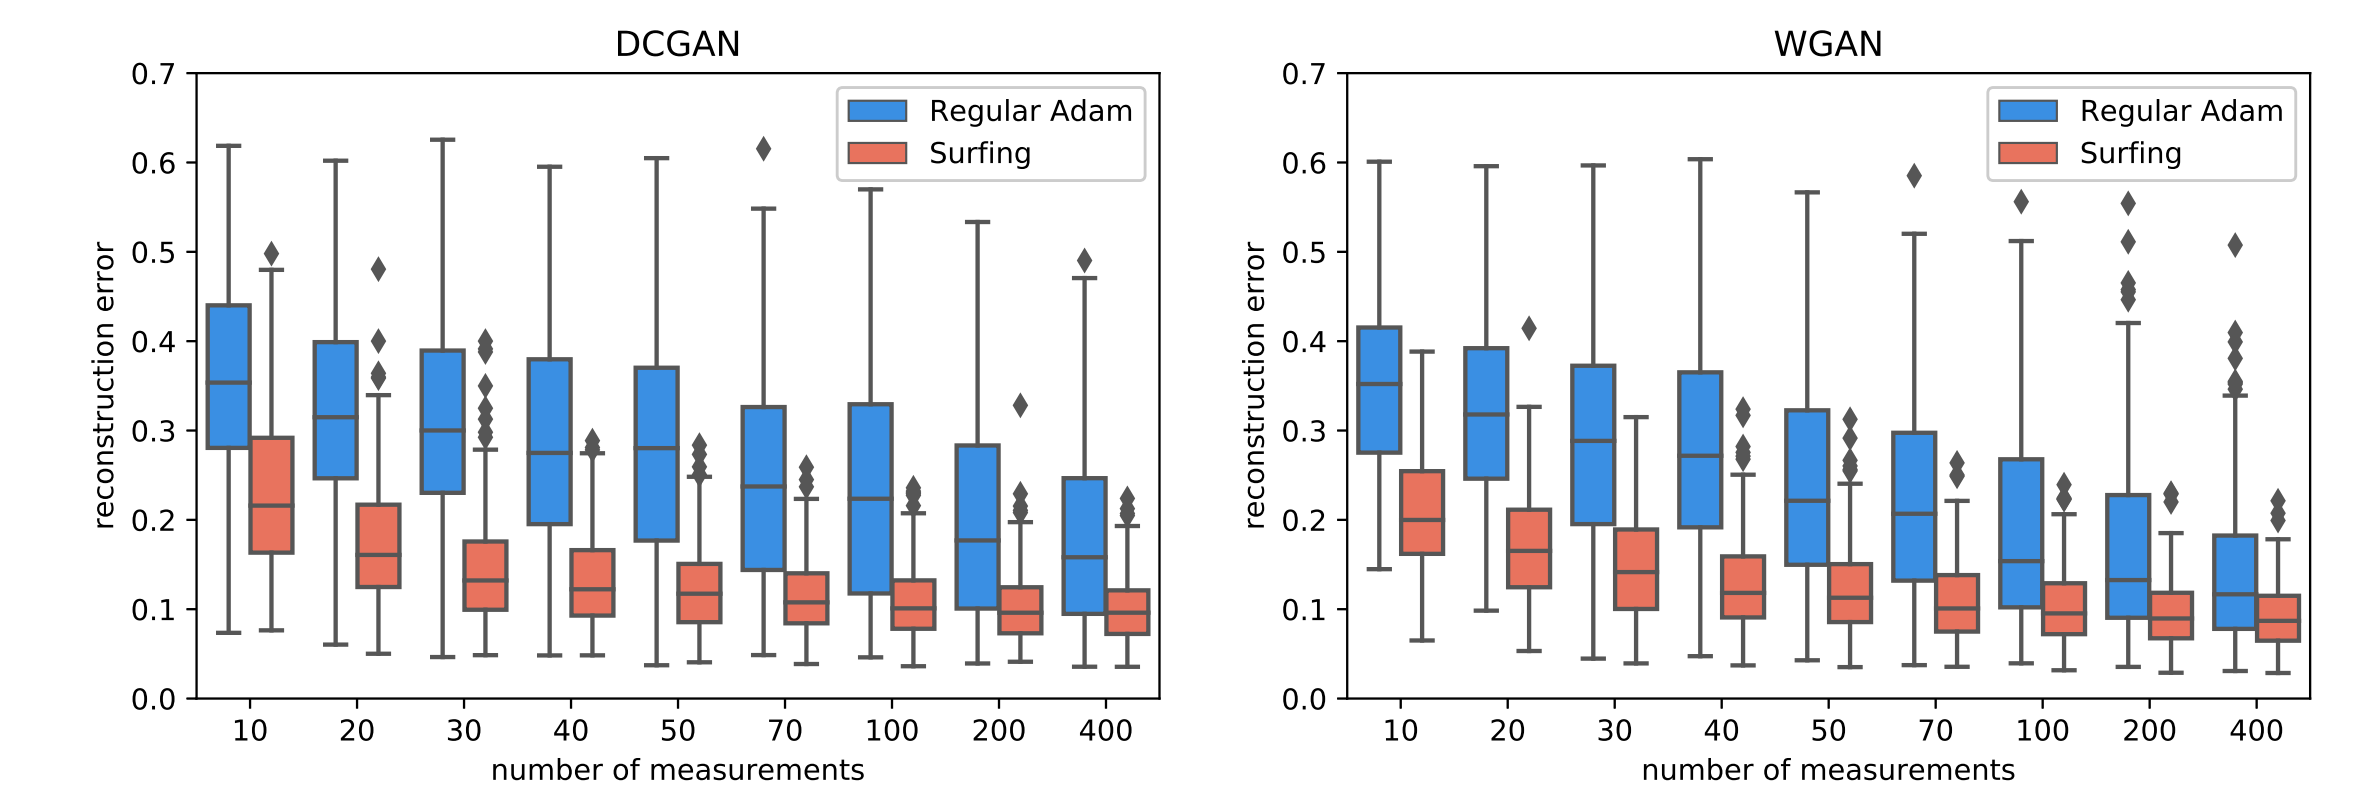 DCGAN
0.7
0.6
0.5
0.4
0.3
0.2
0.1
0.0
reconstruction error
Regular Adam
Surfing
10 20 30 40 50 70 100 200 400
number of measurements
WGAN
0.7
0.6
0.5
0.4
0.3
0.2
0.1
0.0
reconstruction error
Regular Adam
Surfing
10 20 30 40 50 70 100 200 400
number of measurements